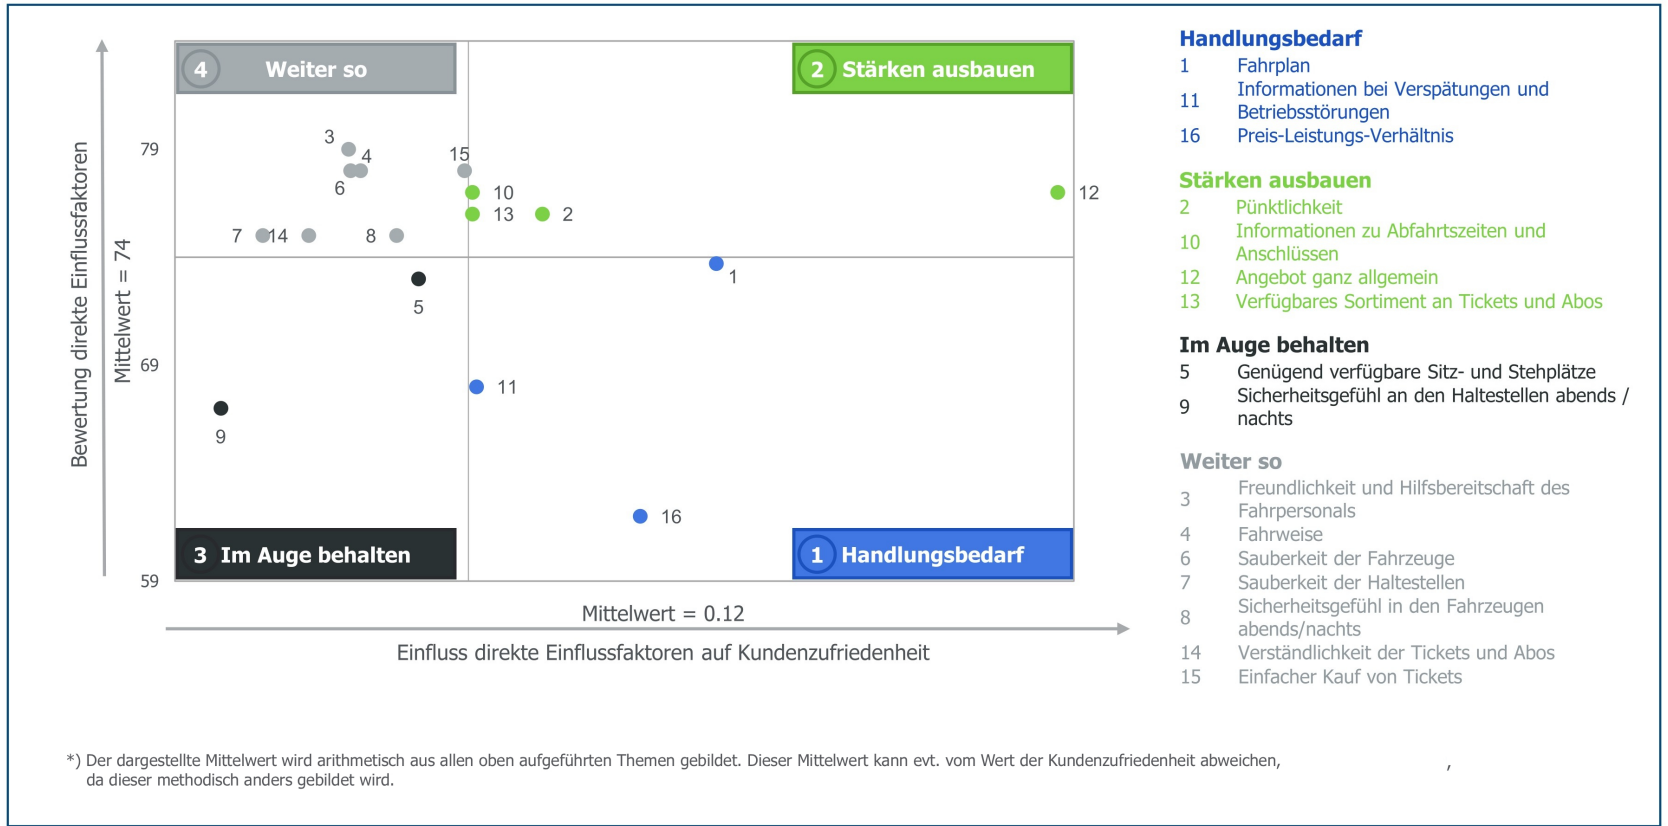 4 Weiter so
2 Stärken ausbauen
3
4
15
79
6
10
12
13
2
7
14
8
1
5
69
11
9
16
3 Im Auge behalten
1 Handlungsbedarf
59
Bewertung direkte Einflussfaktoren
Mittelwert = 74
Mittelwert = 0.12
Einfluss direkte Einflussfaktoren auf Kundenzufriedenheit
Handlungsbedarf
1 Fahrplan
11 Informationen bei Verspätungen und
Betriebsstörungen
16 Preis-Leistungs-Verhältnis
Stärken ausbauen
2 Pünktlichkeit
10 Informationen zu Abfahrtszeiten und
Anschlüssen
12 Angebot ganz allgemein
13 Verfügbares Sortiment an Tickets und Abos
Im Auge behalten
5 Genügend verfügbare Sitz- und Stehplätze
9 Sicherheitsgefühl an den Haltestellen abends /
nachts
Weiter so
3 Freundlichkeit und Hilfsbereitschaft des
Fahrpersonals
4 Fahrweise
6 Sauberkeit der Fahrzeuge
7 Sauberkeit der Haltestellen
8 Sicherheitsgefühl in den Fahrzeugen
abends/nachts
14 Verständlichkeit der Tickets und Abos
15 Einfacher Kauf von Tickets
*) Der dargestellte Mittelwert wird arithmetisch aus allen oben aufgeführten Themen gebildet. Dieser Mittelwert kann evt. vom Wert der Kundenzufriedenheit abweichen, ,
da dieser methodisch anders gebildet wird.